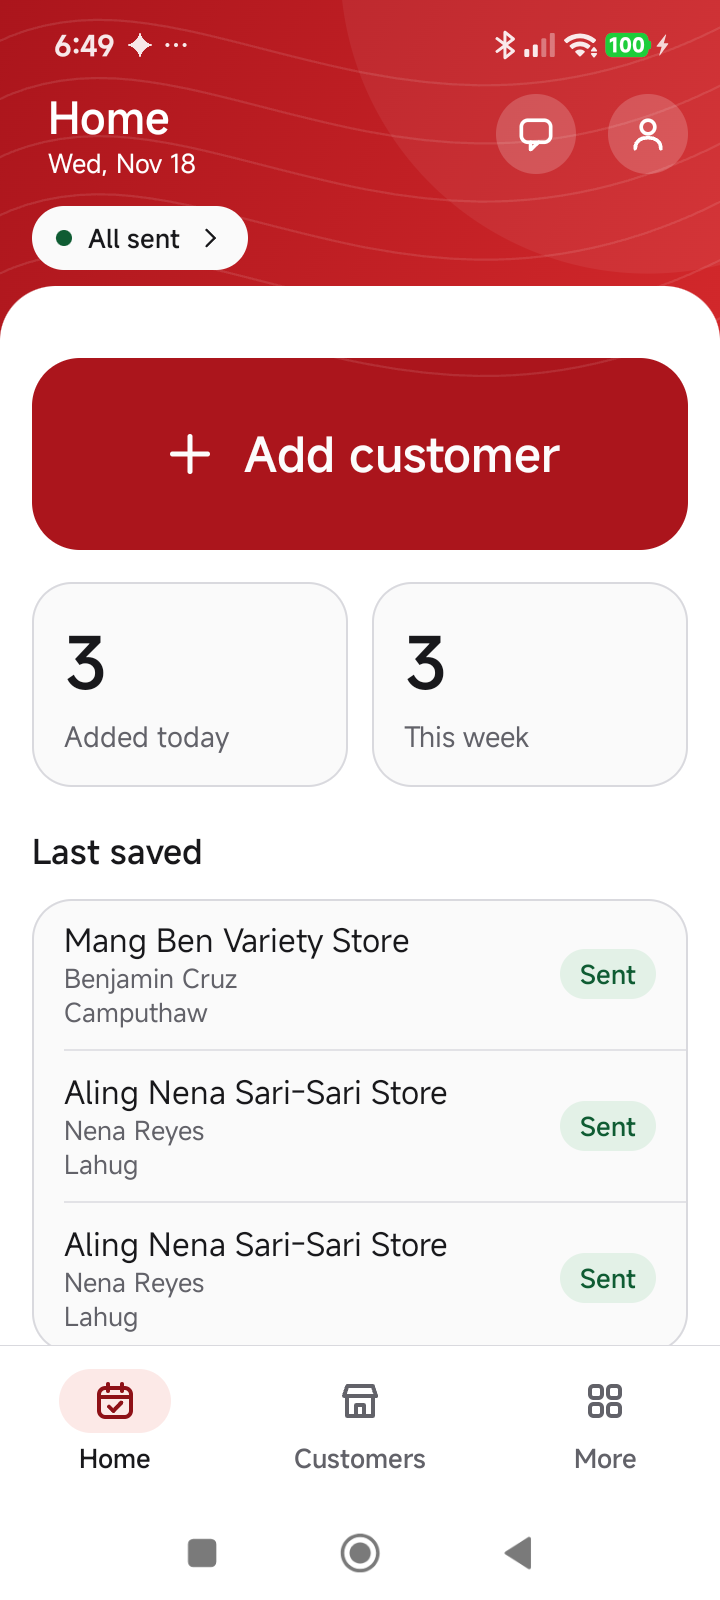 6:49
100
Home
Wed, Nov 18
All sent
Add customer
3
Added today
3
This week
Last saved
Mang Ben Variety Store
Benjamin Cruz
Camputhaw
Sent
Aling Nena Sari-Sari Store
Nena Reyes
Lahug
Sent
Aling Nena Sari-Sari Store
Nena Reyes
Lahug
Sent
Home
Customers
More